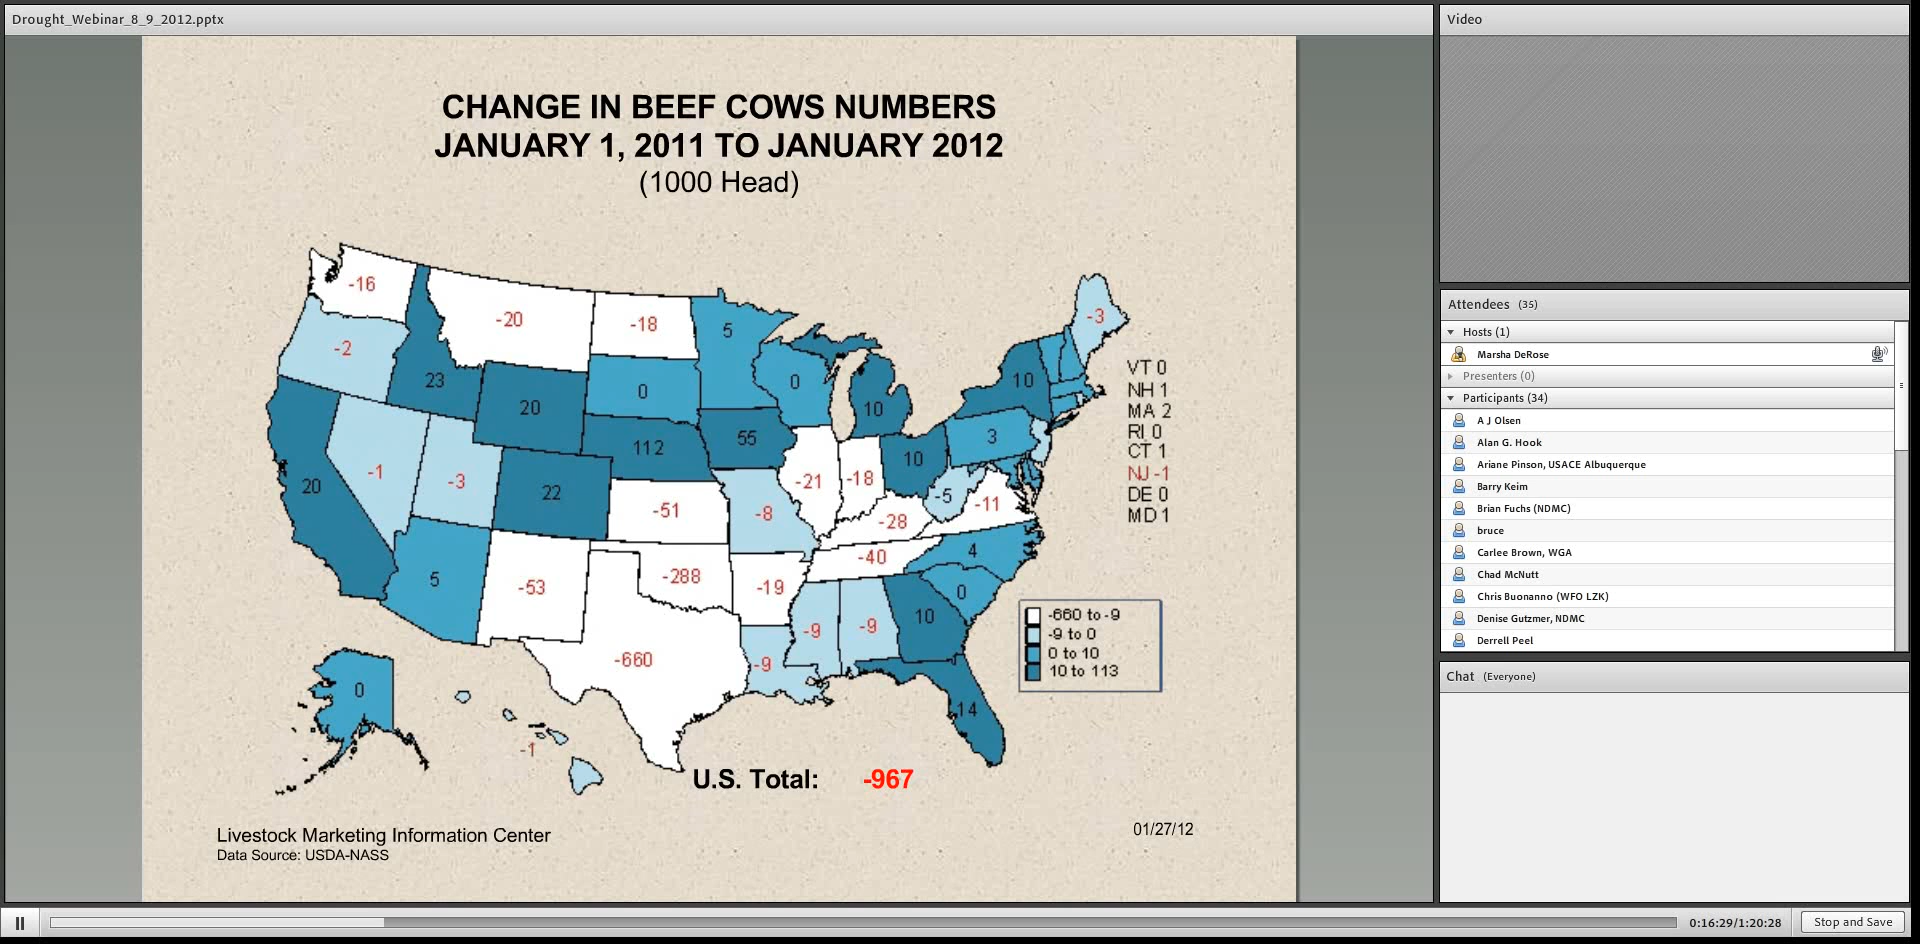 Drought_Webinar_8_9_2012.pptx
CHANGE IN BEEF COWS NUMBERS
JANUARY 1, 2011 TO JANUARY 2012
(1000 Head)
-16
-20
-18
5
-3
-2
23
20
0
0
10
10
VT 0
NH 1
MA 2
RI 0
CT 1
NJ -1
DE 0
MD 1
112
55
10
3
20
-1
-3
22
-51
-8
-21
-18
-28
-5
-11
5
-53
-288
-19
-40
4
0
-660
-9
-9
-9
10
14
0
-1
-660 to -9
-9 to 0
0 to 10
10 to 113
U.S. Total: -967
Livestock Marketing Information Center
Data Source: USDA-NASS
01/27/12
Video
Attendees (35)
Hosts (1)
Marsha DeRose
Presenters (0)
Participants (34)
A J Olsen
Alan G. Hook
Ariane Pinson, USACE Albuquerque
Barry Keim
Brian Fuchs (NDMC)
bruce
Carlee Brown, WGA
Chad McNutt
Chris Buonanno (WFO LZK)
Denise Gutzmer, NDMC
Derrell Peel
Chat (Everyone)
0:16:29/1:20:28
Stop and Save